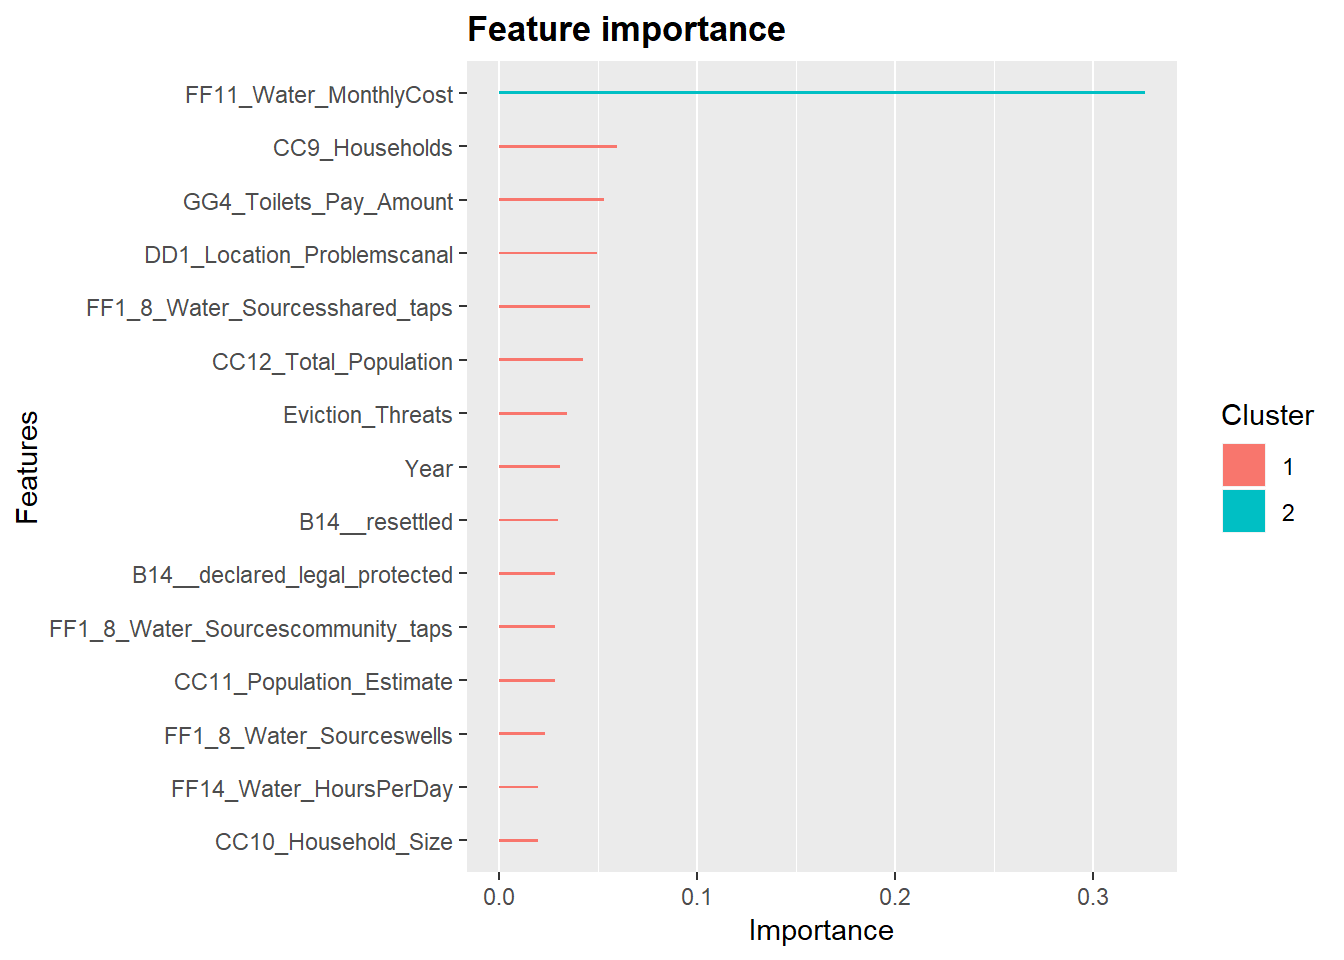 Feature importance
FF11_Water_MonthlyCost
CC9_Households
GG4_Toilets_Pay_Amount
DD1_Location_Problemscanal
FF1_8_Water_Sourcesshared_taps
CC12_Total_Population
Eviction_Threats
Year
B14__resettled
B14__declared_legal_protected
FF1_8_Water_Sourcescommunity_taps
CC11_Population_Estimate
FF1_8_Water_Sourceswells
FF14_Water_HoursPerDay
CC10_Household_Size
Features
0.0 0.1 0.2 0.3
Importance
Cluster
1
2